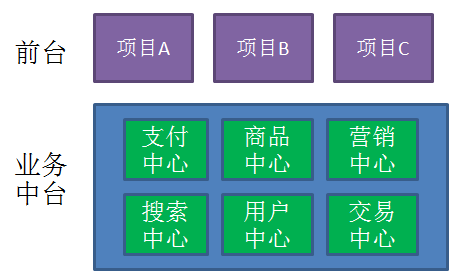 前台
项目A
项目B
项目C
业务
中台
支付
中心
商品
中心
营销
中心
搜索
中心
用户
中心
交易
中心